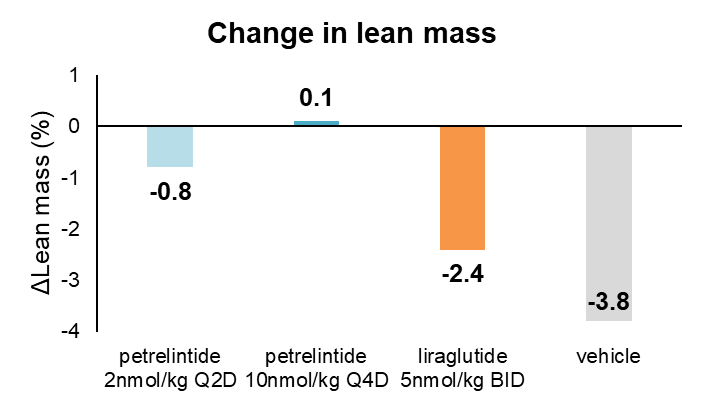 Change in lean mass
ΔLean mass (%)
1
0
-1
-2
-3
-4
-0.8
0.1
-2.4
-3.8
petrelintide
2nmol/kg Q2D
petrelintide
10nmol/kg Q4D
liraglutide
5nmol/kg BID
vehicle